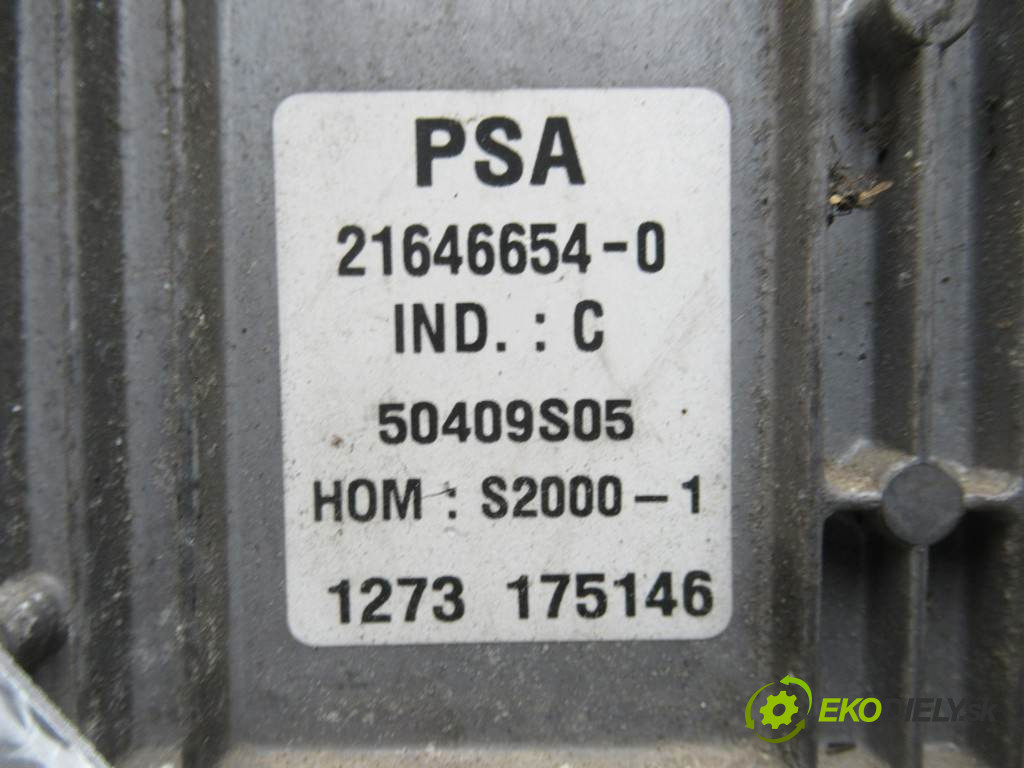 PSA
21646654-0
IND. : C
50409S05
HOM : S2000-1
1273 175146
EKODIELY.sk